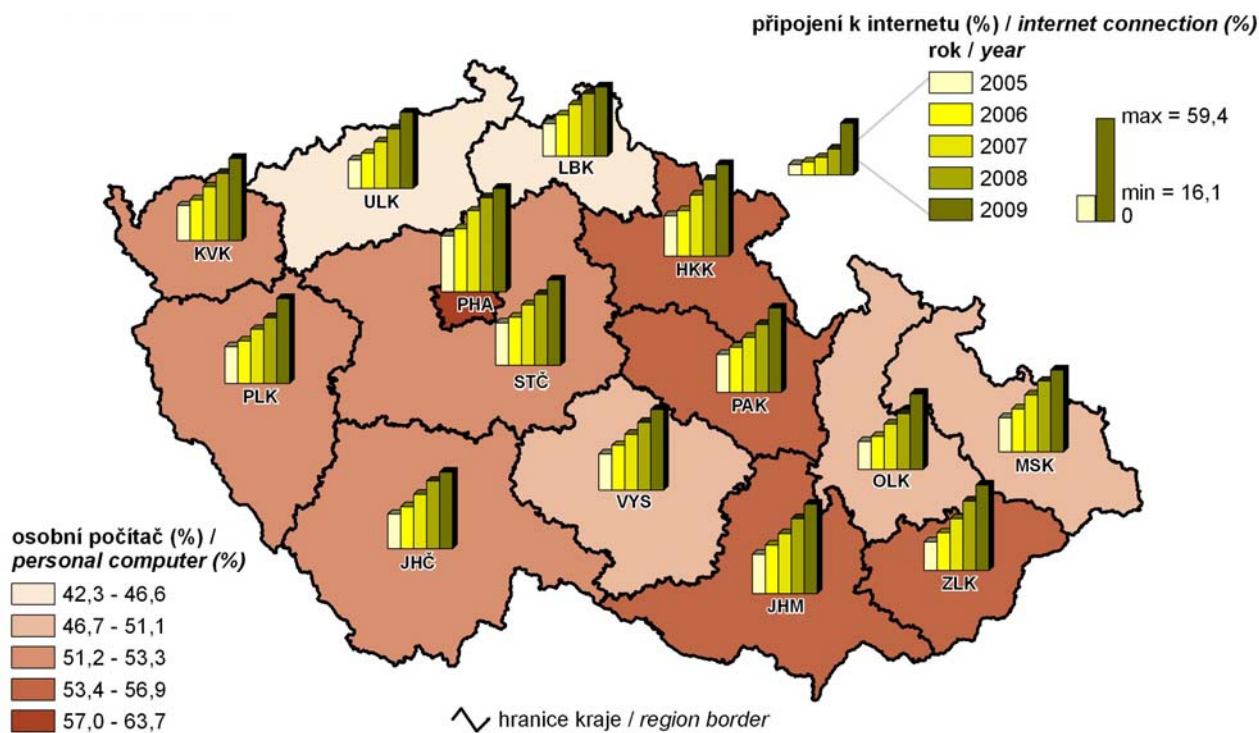 připojení k internetu (%) / internet connection (%)
rok / year
2005
2006
2007
2008
2009
max = 59,4
min = 16,1
0
LBK
ULK
KVK
HKK
PHA
STČ
PLK
PAK
MSK
OLK
VYS
JHČ
ZLK
JHM
osobní počítač (%) /
personal computer (%)
42,3 - 46,6
46,7 - 51,1
51,2 - 53,3
53,4 - 56,9
57,0 - 63,7
hranice kraje / region border